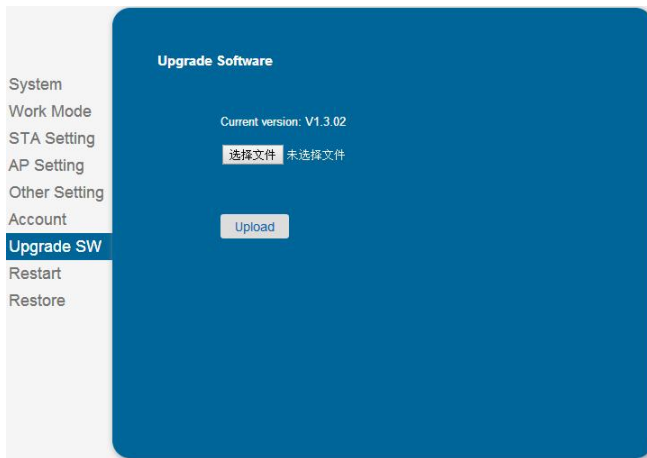 Upgrade Software
System
Work Mode
STA Setting
AP Setting
Other Setting
Account
Upgrade SW
Restart
Restore
Current version: V1.3.02
选择文件 未选择文件
Upload